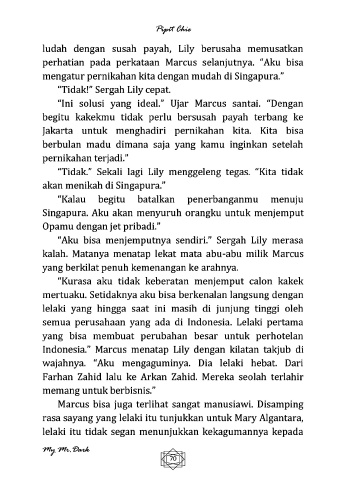 Pipit Chie
ludah dengan susah payah, Lily berusaha memusatkan
perhatian pada perkataan Marcus selanjutnya. “Aku bisa
mengatur pernikahan kita dengan mudah di Singapura.”
“Tidak!” Sergah Lily cepat.
“Ini solusi yang ideal.” Ujar Marcus santai. “Dengan
begitu kakekmu tidak perlu bersusah payah terbang ke
Jakarta untuk menghadiri pernikahan kita. Kita bisa
berbulan madu dimana saja yang kamu inginkan setelah
pernikahan terjadi.”
“Tidak.” Sekali lagi Lily menggeleng tegas. “Kita tidak
akan menikah di Singapura.”
“Kalau begitu batalkan penerbanganmu menuju
Singapura. Aku akan menyuruh orangku untuk menjemput
Opamu dengan jet pribadi.”
“Aku bisa menjemputnya sendiri.” Sergah Lily merasa
kalah. Matanya menatap lekat mata abu-abu milik Marcus
yang berkilat penuh kemenangan ke arahnya.
“Kurasa aku tidak keberatan menjemput calon kakek
mertuaku. Setidaknya aku bisa berkenalan langsung dengan
lelaki yang hingga saat ini masih di junjung tinggi oleh
semua perusahaan yang ada di Indonesia. Lelaki pertama
yang bisa membuat perubahan besar untuk perhotelan
Indonesia.” Marcus menatap Lily dengan kilatan takjub di
wajahnya. “Aku mengaguminya. Dia lelaki hebat. Dari
Farhan Zahid lalu ke Arkan Zahid. Mereka seolah terlahir
memang untuk berbisnis.”
Marcus bisa juga terlihat sangat manusiawi. Disamping
rasa sayang yang lelaki itu tunjukkan untuk Mary Algantara,
lelaki itu tidak segan menunjukkan kekagumannya kepada
My Mr. Dark
70